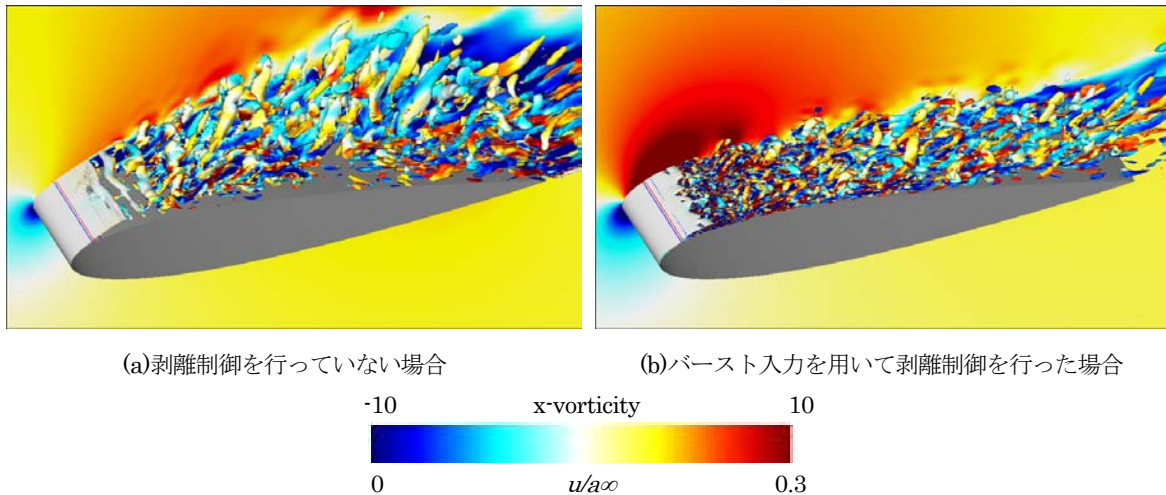 (a)剥離制御を行っていない場合
(b)バースト入力を用いて剥離制御を行った場合
-10 x-vorticity 10
0 u/a∞ 0.3